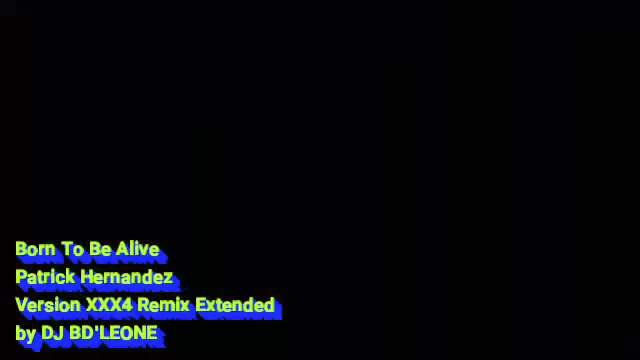 Born To Be Alive
Patrick Hernandez
Version XXX4 Remix Extended
by DJ BD'LEONE